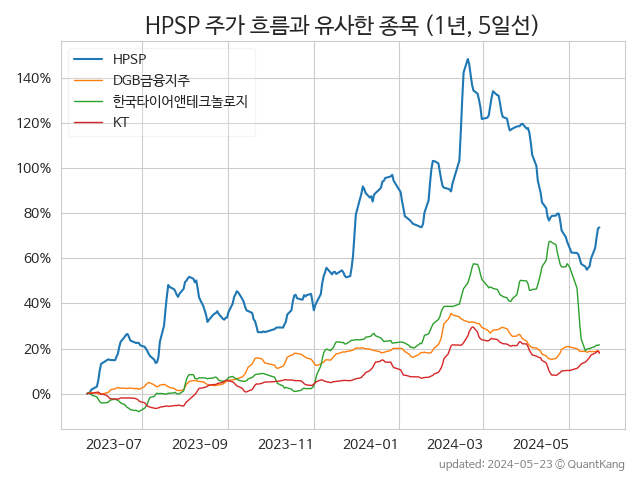 HPSP 주가 흐름과 유사한 종목 (1년, 5일선)
HPSP
DGB금융지주
한국타이어앤테크놀로지
KT
140%
120%
100%
80%
60%
40%
20%
0%
2023-07 2023-09 2023-11 2024-01 2024-03 2024-05
updated: 2024-05-23 © QuantKang